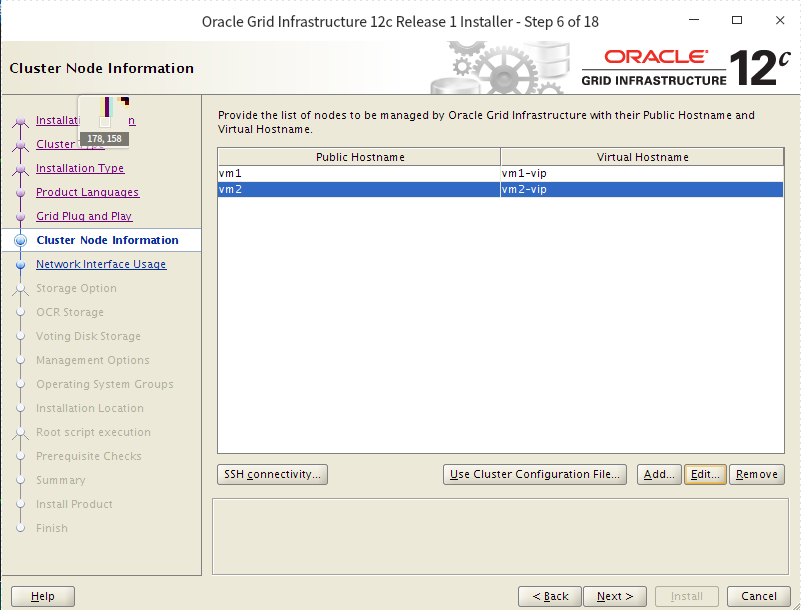 Oracle Grid Infrastructure 12c Release 1 Installer - Step 6 of 18
Cluster Node Information
ORACLE
GRID INFRASTRUCTURE
12c
178, 158
Installati
n
Cluster Type
Installation Type
Product Languages
Grid Plug and Play
Cluster Node Information
Network Interface Usage
Storage Option
OCR Storage
Voting Disk Storage
Management Options
Operating System Groups
Installation Location
Root script execution
Prerequisite Checks
Summary
Install Product
Finish
Provide the list of nodes to be managed by Oracle Grid Infrastructure with their Public Hostname and
Virtual Hostname.
Public Hostname Virtual Hostname
vm1 vm1-vip
vm2 vm2-vip
SSH connectivity... Use Cluster Configuration File... Add... Edit... Remove
Help < Back Next > Install Cancel